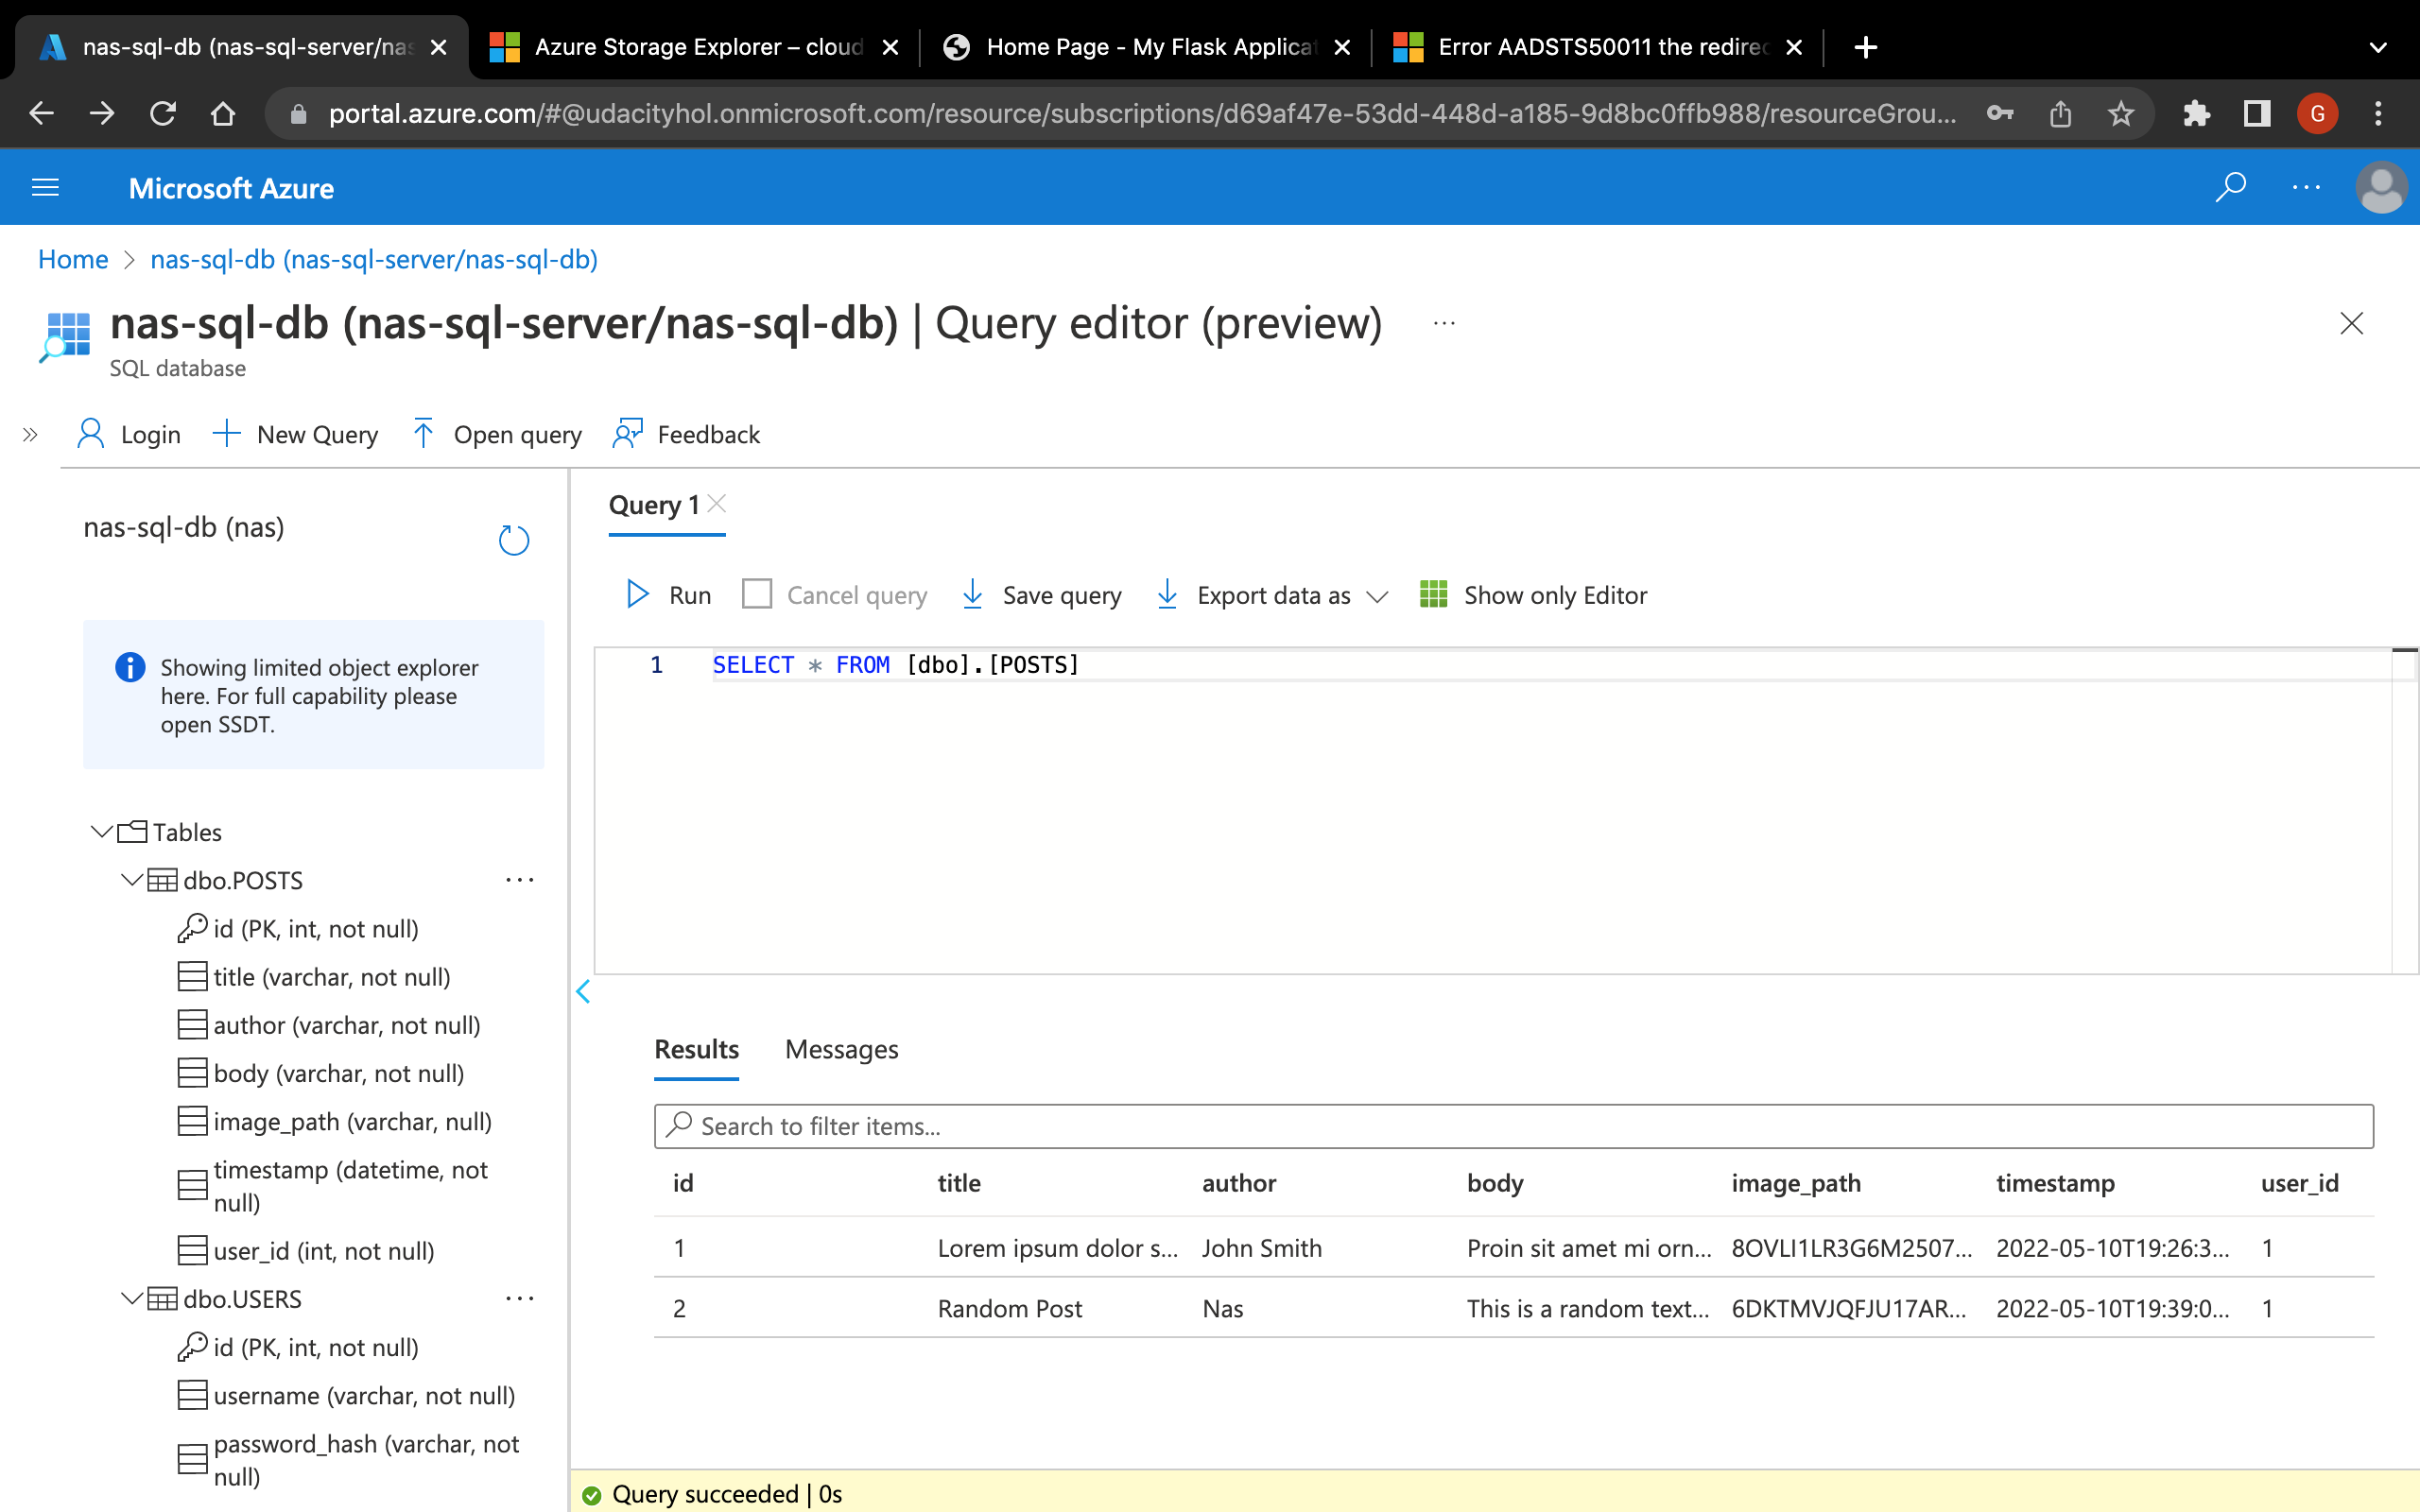 nas-sql-db (nas-sql-server/nas
Azure Storage Explorer – cloud
Home Page - My Flask Applicat
Error AADSTS50011 the redirec
portal.azure.com/#@udacityhol.onmicrosoft.com/resource/subscriptions/d69af47e-53dd-448d-a185-9d8bc0ffb988/resourceGrou...
G
Microsoft Azure
Home > nas-sql-db (nas-sql-server/nas-sql-db)
nas-sql-db (nas-sql-server/nas-sql-db) | Query editor (preview) ...
SQL database
Login
New Query
Open query
Feedback
nas-sql-db (nas)
Showing limited object explorer
here. For full capability please
open SSDT.
Tables
dbo.POSTS
id (PK, int, not null)
title (varchar, not null)
author (varchar, not null)
body (varchar, not null)
image_path (varchar, null)
timestamp (datetime, not
null)
user_id (int, not null)
dbo.USERS
id (PK, int, not null)
username (varchar, not null)
password_hash (varchar, not
null)
Query 1
Run
Cancel query
Save query
Export data as
Show only Editor
1 SELECT * FROM [dbo].[POSTS]
Results
Messages
Search to filter items...
id title author body image_path timestamp user_id
1 Lorem ipsum dolor s... John Smith Proin sit amet mi orn... 8OVLI1LR3G6M2507... 2022-05-10T19:26:3... 1
2 Random Post Nas This is a random text... 6DKTMVJQFJU17AR... 2022-05-10T19:39:0... 1
Query succeeded | 0s